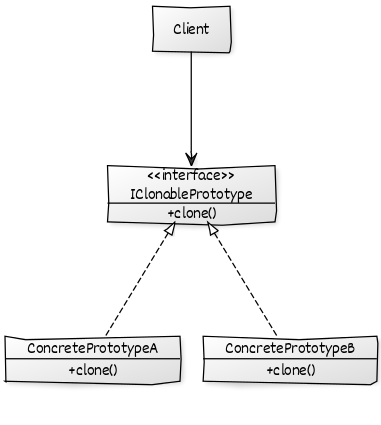 Client
<<interface>>
IClonablePrototype
+clone()
ConcretePrototypeA
+clone()
ConcretePrototypeB
+clone()